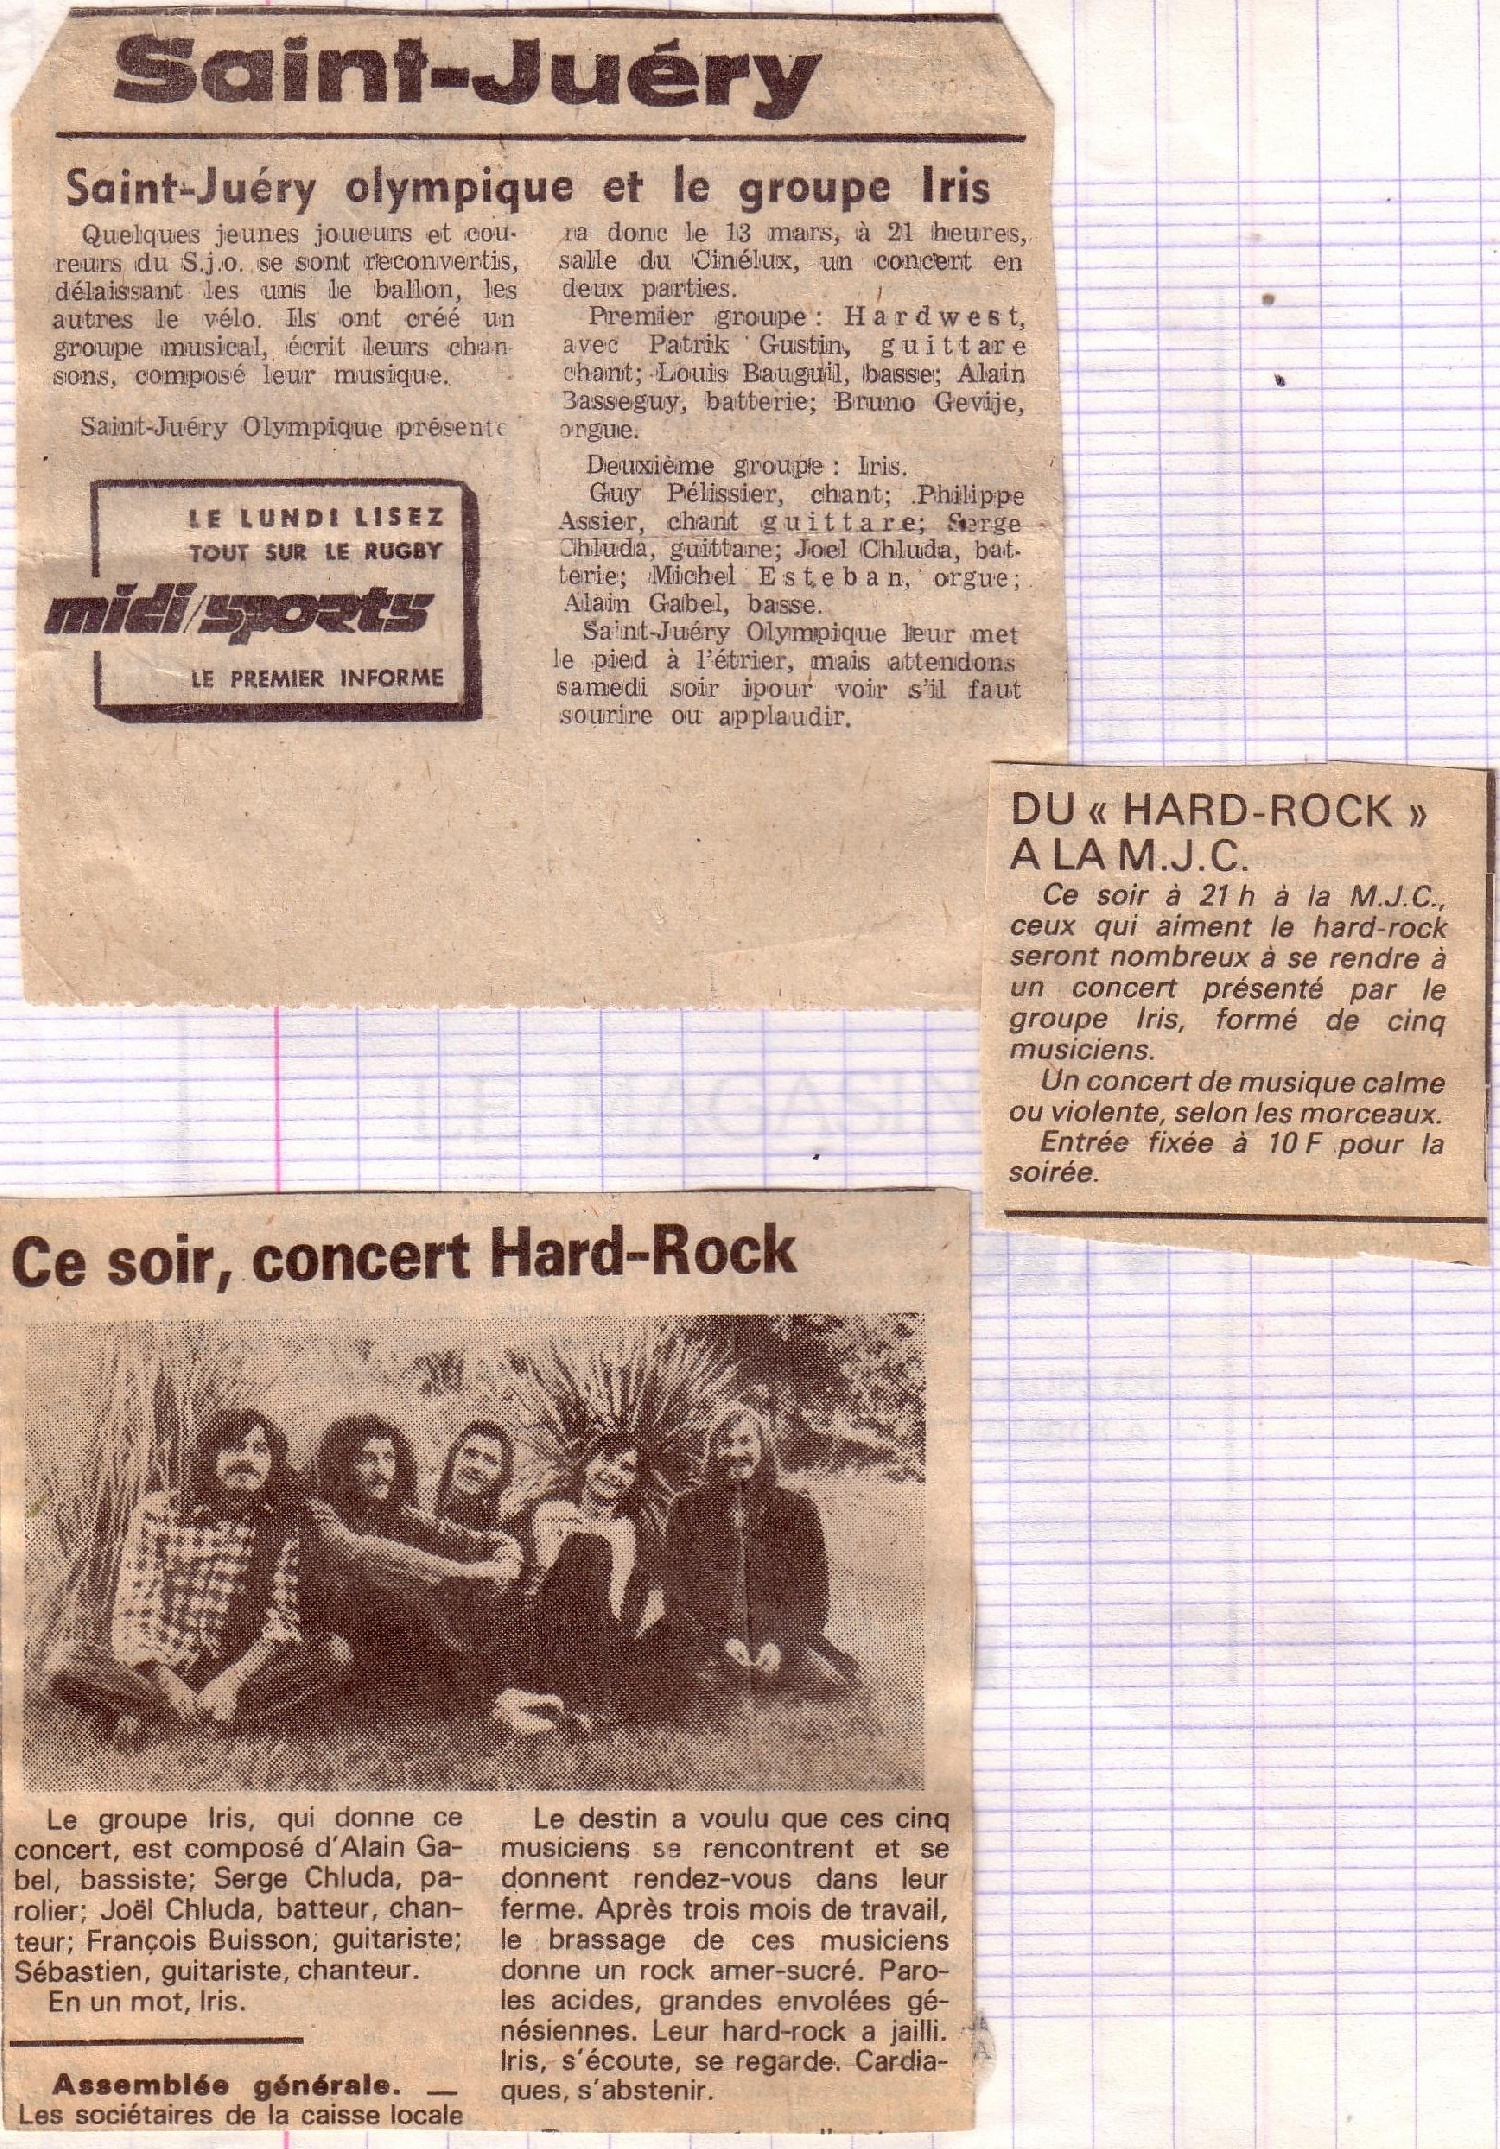 Saint-Juéry
Saint-Juéry olympique et le groupe Iris
Quelques jeunes joueurs et cou-
reurs du S.j.o. se sont reconvertis,
délaissant les uns le ballon, les
autres le vélo. Ils ont créé un
groupe musical, écrit leurs chan-
sons, composé leur musique.
Saint-Juéry Olympique présente
LE LUNDI LISEZ
TOUT SUR LE RUGBY
midi/sports
LE PREMIER INFORME
ra donc le 13 mars, à 21 heures,
salle du Cinélux, un concert en
deux parties.
Premier groupe : Hardwest,
avec Patrik Gustin, guittare
chant; Louis Bauguil, basse; Alain
Basseguy, batterie; Bruno Gevije,
orgue.
Deuxième groupe : Iris.
Guy Pélissier, chant; Philippe
Assier, chant guittare; Serge
Chluda, guittare; Joel Chluda, bat-
terie; Michel Esteban, orgue;
Alain Gabel, basse.
Saint-Juéry Olympique leur met
le pied à l'étrier, mais attendons
samedi soir ipour voir s'il faut
sourire ou applaudir.
DU « HARD-ROCK »
A LA M.J.C.
Ce soir à 21 h à la M.J.C.,
ceux qui aiment le hard-rock
seront nombreux à se rendre à
un concert présenté par le
groupe Iris, formé de cinq
musiciens.
Un concert de musique calme
ou violente, selon les morceaux.
Entrée fixée à 10 F pour la
soirée.
Ce soir, concert Hard-Rock
Le groupe Iris, qui donne ce
concert, est composé d'Alain Ga-
bel, bassiste; Serge Chluda, pa-
rolier; Joël Chluda, batteur, chan-
teur; François Buisson, guitariste;
Sébastien, guitariste, chanteur.
En un mot, Iris.
Assemblée générale. —
Les sociétaires de la caisse locale
Le destin a voulu que ces cinq
musiciens se rencontrent et se
donnent rendez-vous dans leur
ferme. Après trois mois de travail,
le brassage de ces musiciens
donne un rock amer-sucré. Paro-
les acides, grandes envolées gé-
nésiennes. Leur hard-rock a jailli.
Iris, s'écoute, se regarde. Cardia-
ques, s'abstenir.